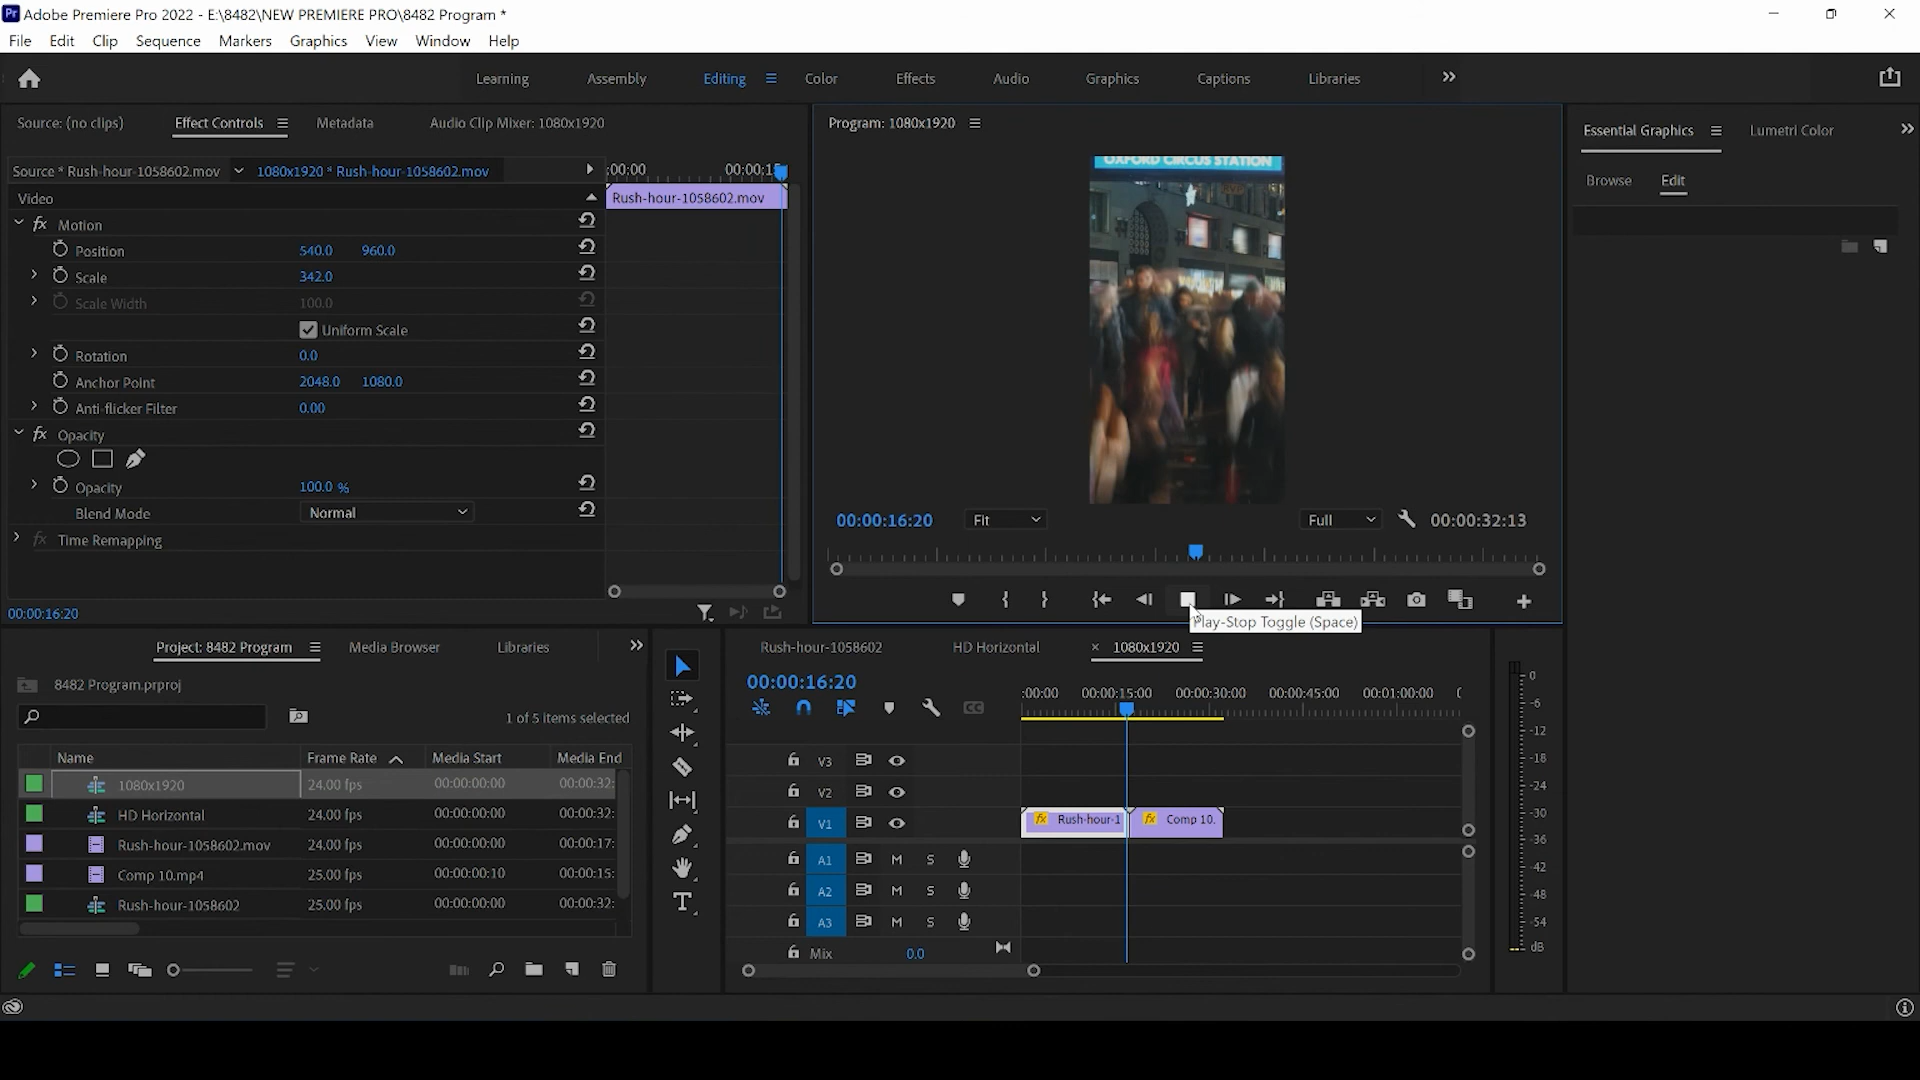 Adobe Premiere Pro 2022 - E:\8482\NEW PREMIERE PRO\8482 Program *
File Edit Clip Sequence Markers Graphics View Window Help
Learning Assembly Editing Color Effects Audio Graphics Captions Libraries
Source: (no clips) Effect Controls Metadata Audio Clip Mixer: 1080x1920
Source * Rush-hour-1058602.mov 1080x1920 * Rush-hour-1058602.mov
:00:00 00:00:15
Video
Rush-hour-1058602.mov
fx Motion
Position 540.0 960.0
Scale 342.0
Scale Width 100.0
Uniform Scale
Rotation 0.0
Anchor Point 2048.0 1080.0
Anti-flicker Filter 0.00
fx Opacity
Opacity 100.0 %
Blend Mode Normal
fx Time Remapping
00:00:16:20
Program: 1080x1920
OXFORD CIRCUS STATION
00:00:16:20 Fit Full 00:00:32:13
Play-Stop Toggle (Space)
Essential Graphics Lumetri Color
Browse Edit
Project: 8482 Program Media Browser Libraries
8482 Program.prproj
1 of 5 items selected
Name Frame Rate Media Start Media End
1080x1920 24.00 fps 00:00:00:00 00:00:32:
HD Horizontal 24.00 fps 00:00:00:00 00:00:32:
Rush-hour-1058602.mov 24.00 fps 00:00:00:00 00:00:17:
Comp 10.mp4 25.00 fps 00:00:00:10 00:00:15:
Rush-hour-1058602 25.00 fps 00:00:00:00 00:00:32:
Rush-hour-1058602 HD Horizontal × 1080x1920
00:00:16:20
:00:00 00:00:15:00 00:00:30:00 00:00:45:00 00:01:00:00
V3
V2
V1 fx Rush-hour-1 fx Comp 10.
A1 M S
A2 M S
A3 M S
Mix 0.0
0
-6
-12
-18
-24
-30
-36
-42
-48
-54
dB